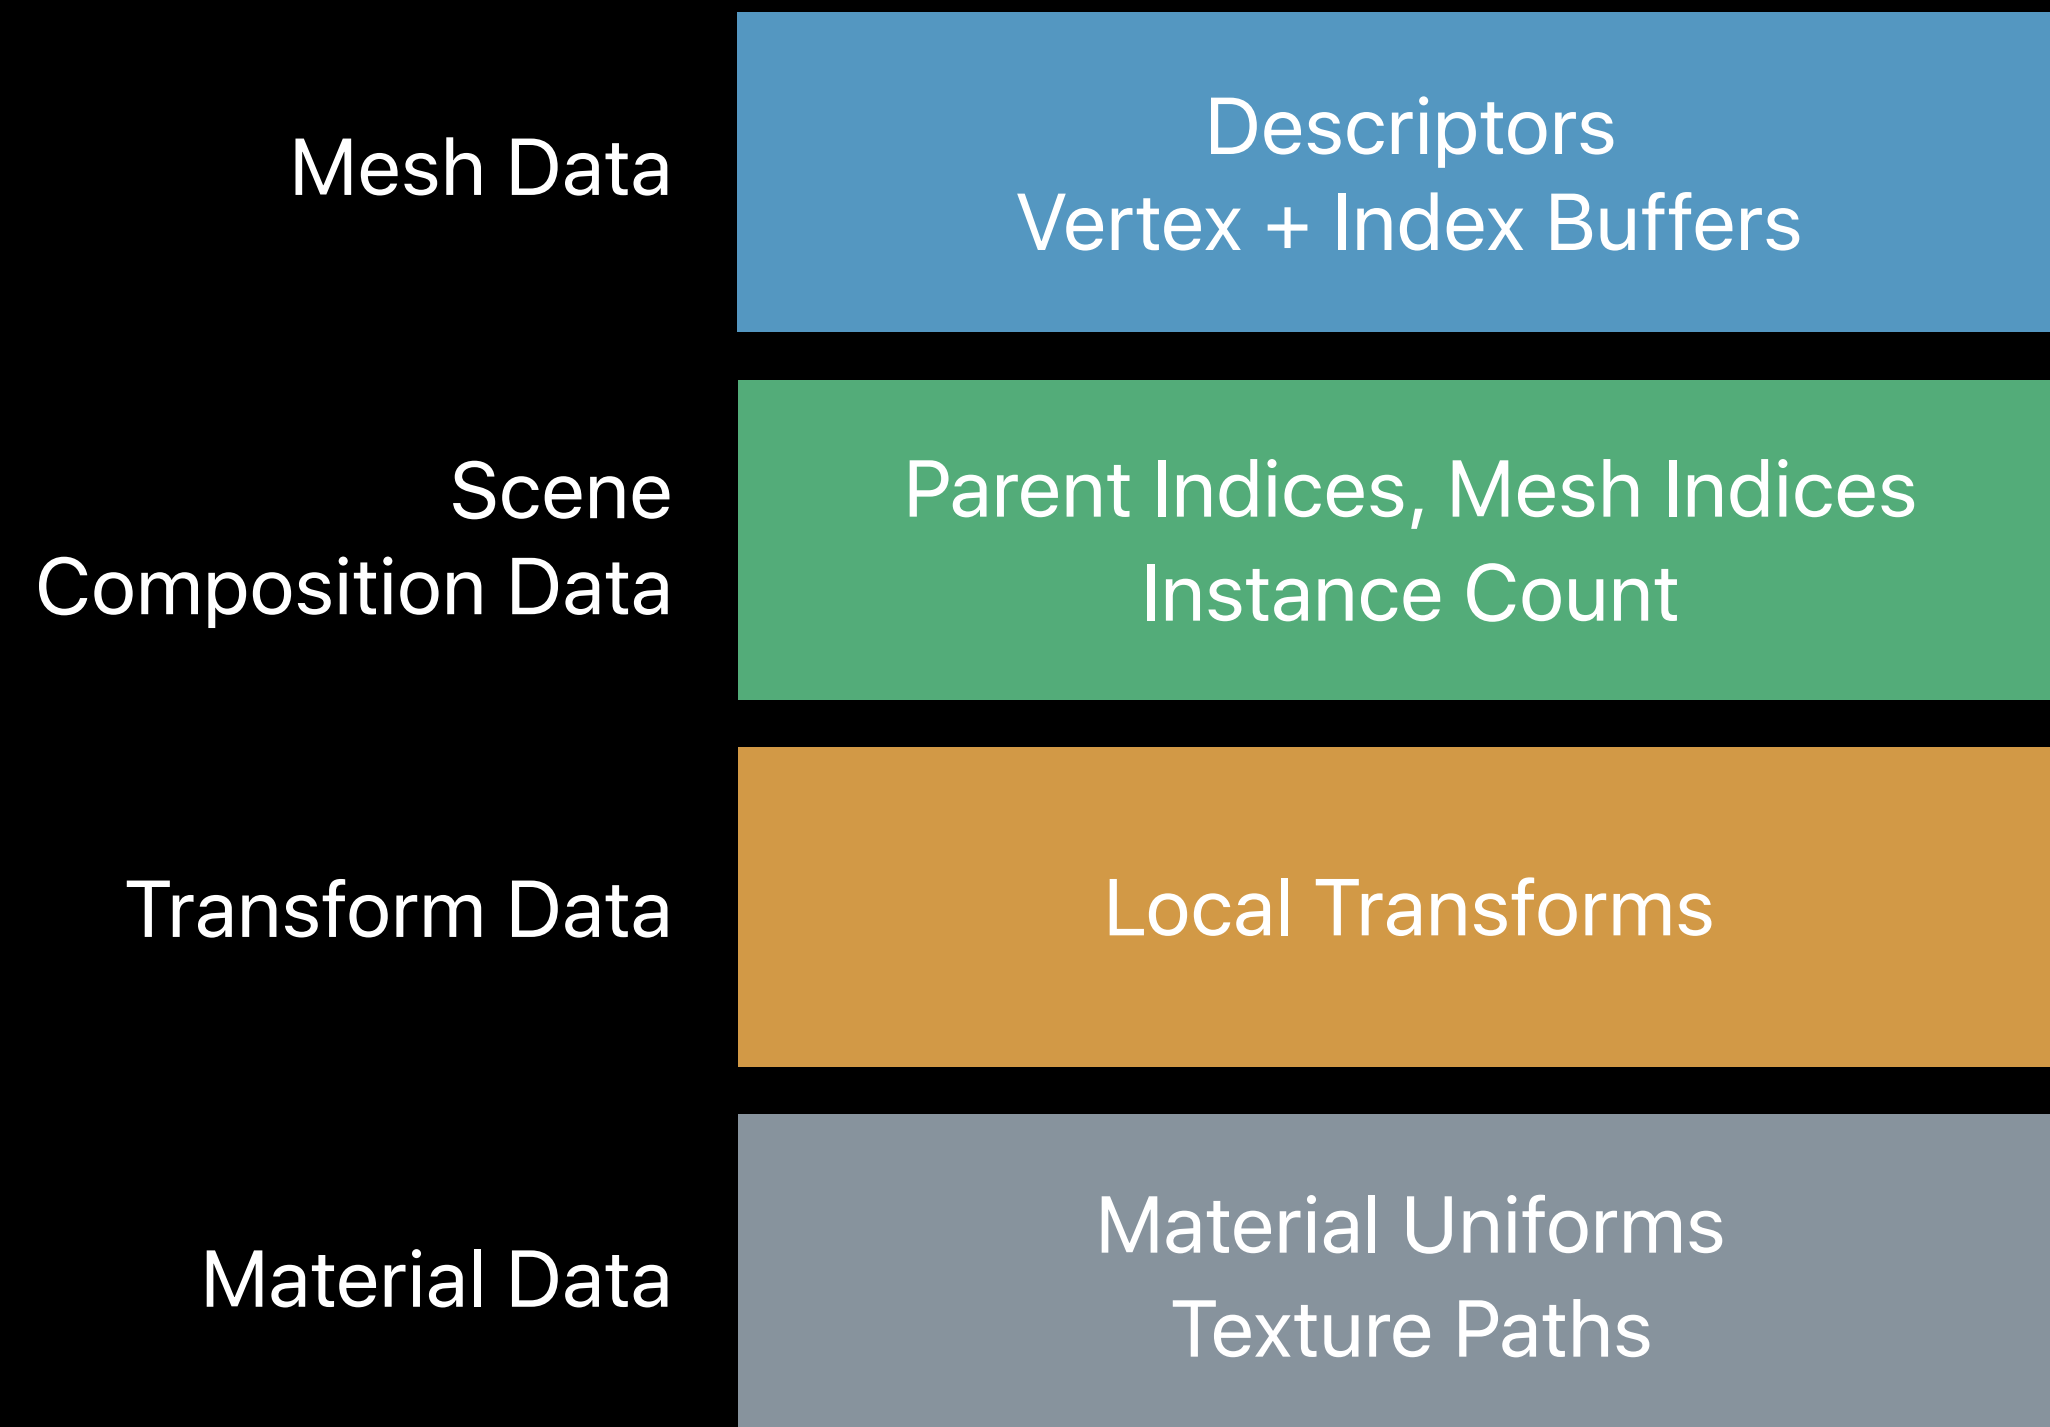 Mesh Data
Descriptors
Vertex + Index Buffers
Scene
Composition Data
Parent Indices, Mesh Indices
Instance Count
Transform Data
Local Transforms
Material Data
Material Uniforms
Texture Paths